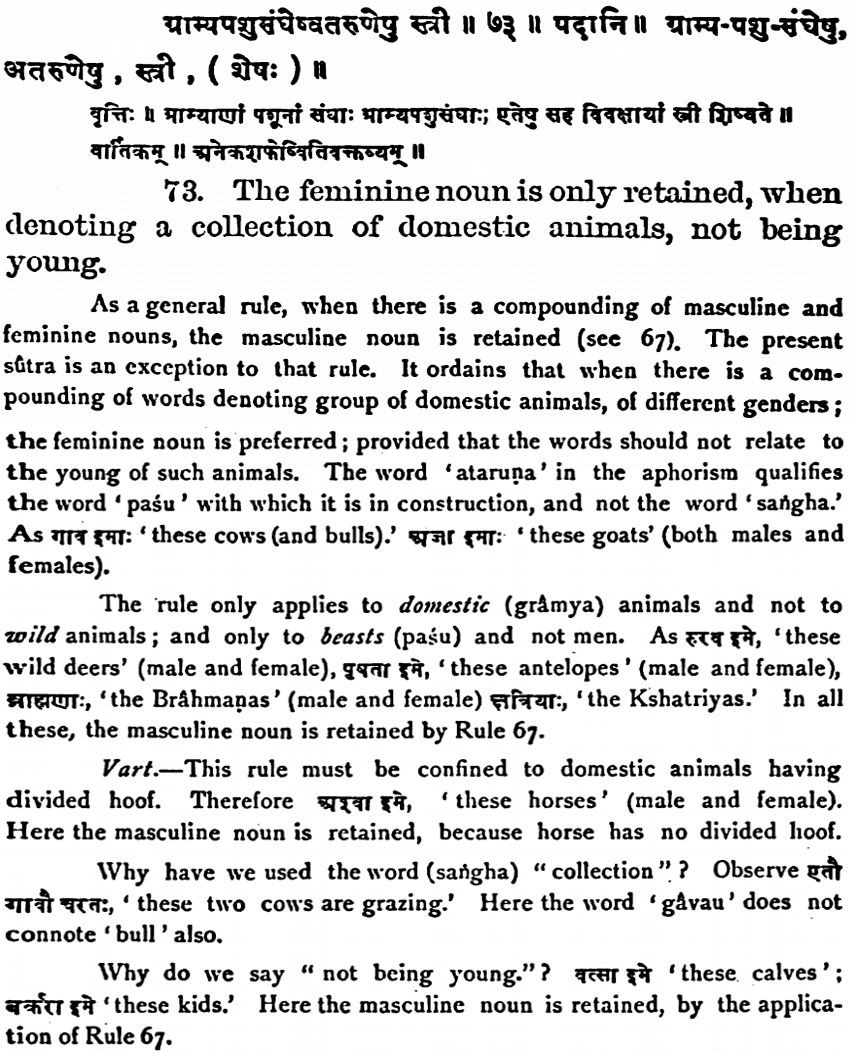 ग्राम्यपशुसंघेष्वतरुणेषु स्त्री ॥ ७३ ॥ पदानि ॥ ग्राम्य-पशु-संघेषु,
अतरुणेषु , स्त्री , ( शेषः ) ॥
वृत्तिः ॥ ग्राम्याणां पशूनां संघाः ग्राम्यपशुसंघाः; एतेषु सह विवक्षायां स्त्री शिष्यते ॥
वार्तिकम् ॥ अनेकशफेष्वितिवक्तव्यम् ॥
73. The feminine noun is only retained, when
denoting a collection of domestic animals, not being
young.
As a general rule, when there is a compounding of masculine and
feminine nouns, the masculine noun is retained (see 67). The present
sûtra is an exception to that rule. It ordains that when there is a com-
pounding of words denoting group of domestic animals, of different genders ;
the feminine noun is preferred ; provided that the words should not relate to
the young of such animals. The word ‘ataruṇa’ in the aphorism qualifies
the word ‘paśu’ with which it is in construction, and not the word ‘saṅgha.’
As गाव इमाः ‘these cows (and bulls).’ अजा इमाः ‘these goats’ (both males and
females).
The rule only applies to domestic (grâmya) animals and not to
wild animals ; and only to beasts (paśu) and not men. As रुरव इमे, ‘these
wild deers’ (male and female), पृषता इमे, ‘these antelopes’ (male and female),
ब्राह्मणाः, ‘the Brâhmaṇas’ (male and female) क्षत्रियाः, ‘the Kshatriyas.’ In all
these, the masculine noun is retained by Rule 67.
Vart.—This rule must be confined to domestic animals having
divided hoof. Therefore अश्वा इमे, ‘these horses’ (male and female).
Here the masculine noun is retained, because horse has no divided hoof.
Why have we used the word (saṅgha) “collection” ? Observe एतौ
गावौ चरतः, ‘these two cows are grazing.’ Here the word ‘gâvau’ does not
connote ‘bull’ also.
Why do we say “not being young.”? वत्सा इमे ‘these calves’ ;
बर्करा इमे ‘these kids.’ Here the masculine noun is retained, by the applica-
tion of Rule 67.